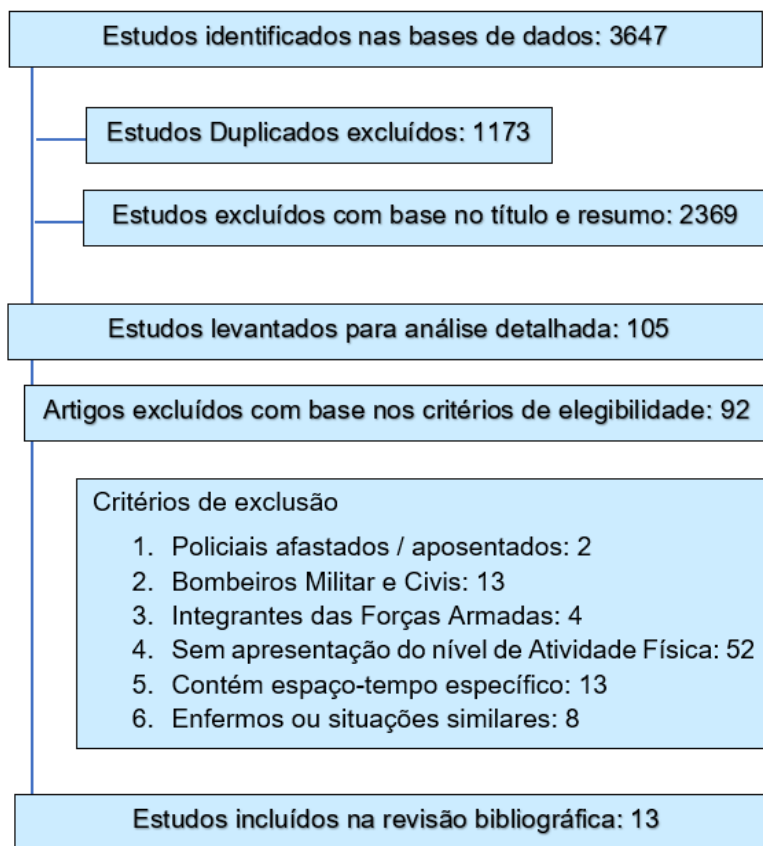 Estudos identificados nas bases de dados: 3647
Estudos Duplicados excluídos: 1173
Estudos excluídos com base no título e resumo: 2369
Estudos levantados para análise detalhada: 105
Artigos excluídos com base nos critérios de elegibilidade: 92
Critérios de exclusão
1. Policiais afastados / aposentados: 2
2. Bombeiros Militar e Civis: 13
3. Integrantes das Forças Armadas: 4
4. Sem apresentação do nível de Atividade Física: 52
5. Contém espaço-tempo específico: 13
6. Enfermos ou situações similares: 8
Estudos incluídos na revisão bibliográfica: 13